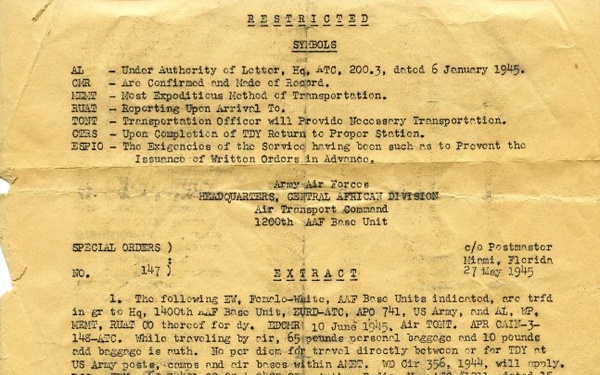 RESTRICTED
SYMBOLS
AL - Under Authority of Letter, Hq, ATC, 200.3, dated 6 January 1945.
CMR - Are Confirmed and Made of Record.
MEMT - Most Expeditious Method of Transportation.
RUAT - Reporting Upon Arrival To.
TONT - Transportation Officer will Provide Necessary Transportation.
CTRS - Upon Completion of TDY Return to Proper Station.
ESPIO - The Exigencies of the Service having been such as to Prevent the
Issuance of Written Orders in Advance.
Army Air Forces
HEADQUARTERS, CENTRAL AFRICAN DIVISION
Air Transport Command
1200th AAF Base Unit
SPECIAL ORDERS ) c/o Postmaster
) Miami, Florida
NO. 147 ) 27 May 1945
EXTRACT
1. The following EW, Female-White, AAF Base Units indicated, are trfd
in gr to Hq, 1400th AAF Base Unit, EURD-ATC, APO 741, US Army, and AL, WP,
MEMT, RUAT CO thereof for dy. EDCMR 10 June 1945. Air TONT. APR CAIN-3-
148-ATC. While traveling by air, 65 pounds personal baggage and 10 pounds
add baggage is auth. No per diem for travel directly between or for TDY at
US Army posts, camps and air bases within AMET. WD Cir 356, 1944, will apply.